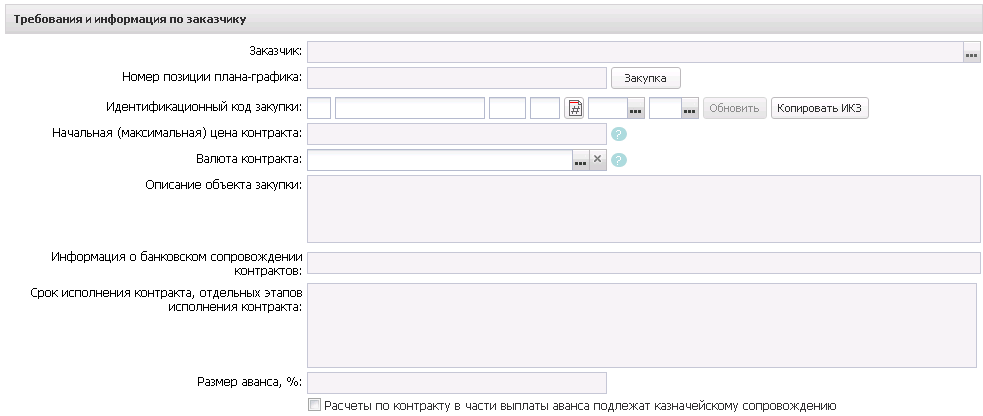 Требования и информация по заказчику
Заказчик: ...
Номер позиции плана-графика: Закупка
Идентификационный код закупки: # ... ... Обновить Копировать ИКЗ
Начальная (максимальная) цена контракта: ?
Валюта контракта: ... × ?
Описание объекта закупки:
Информация о банковском сопровождении
контрактов:
Срок исполнения контракта, отдельных этапов
исполнения контракта:
Размер аванса, %:
Расчеты по контракту в части выплаты аванса подлежат казначейскому сопровождению